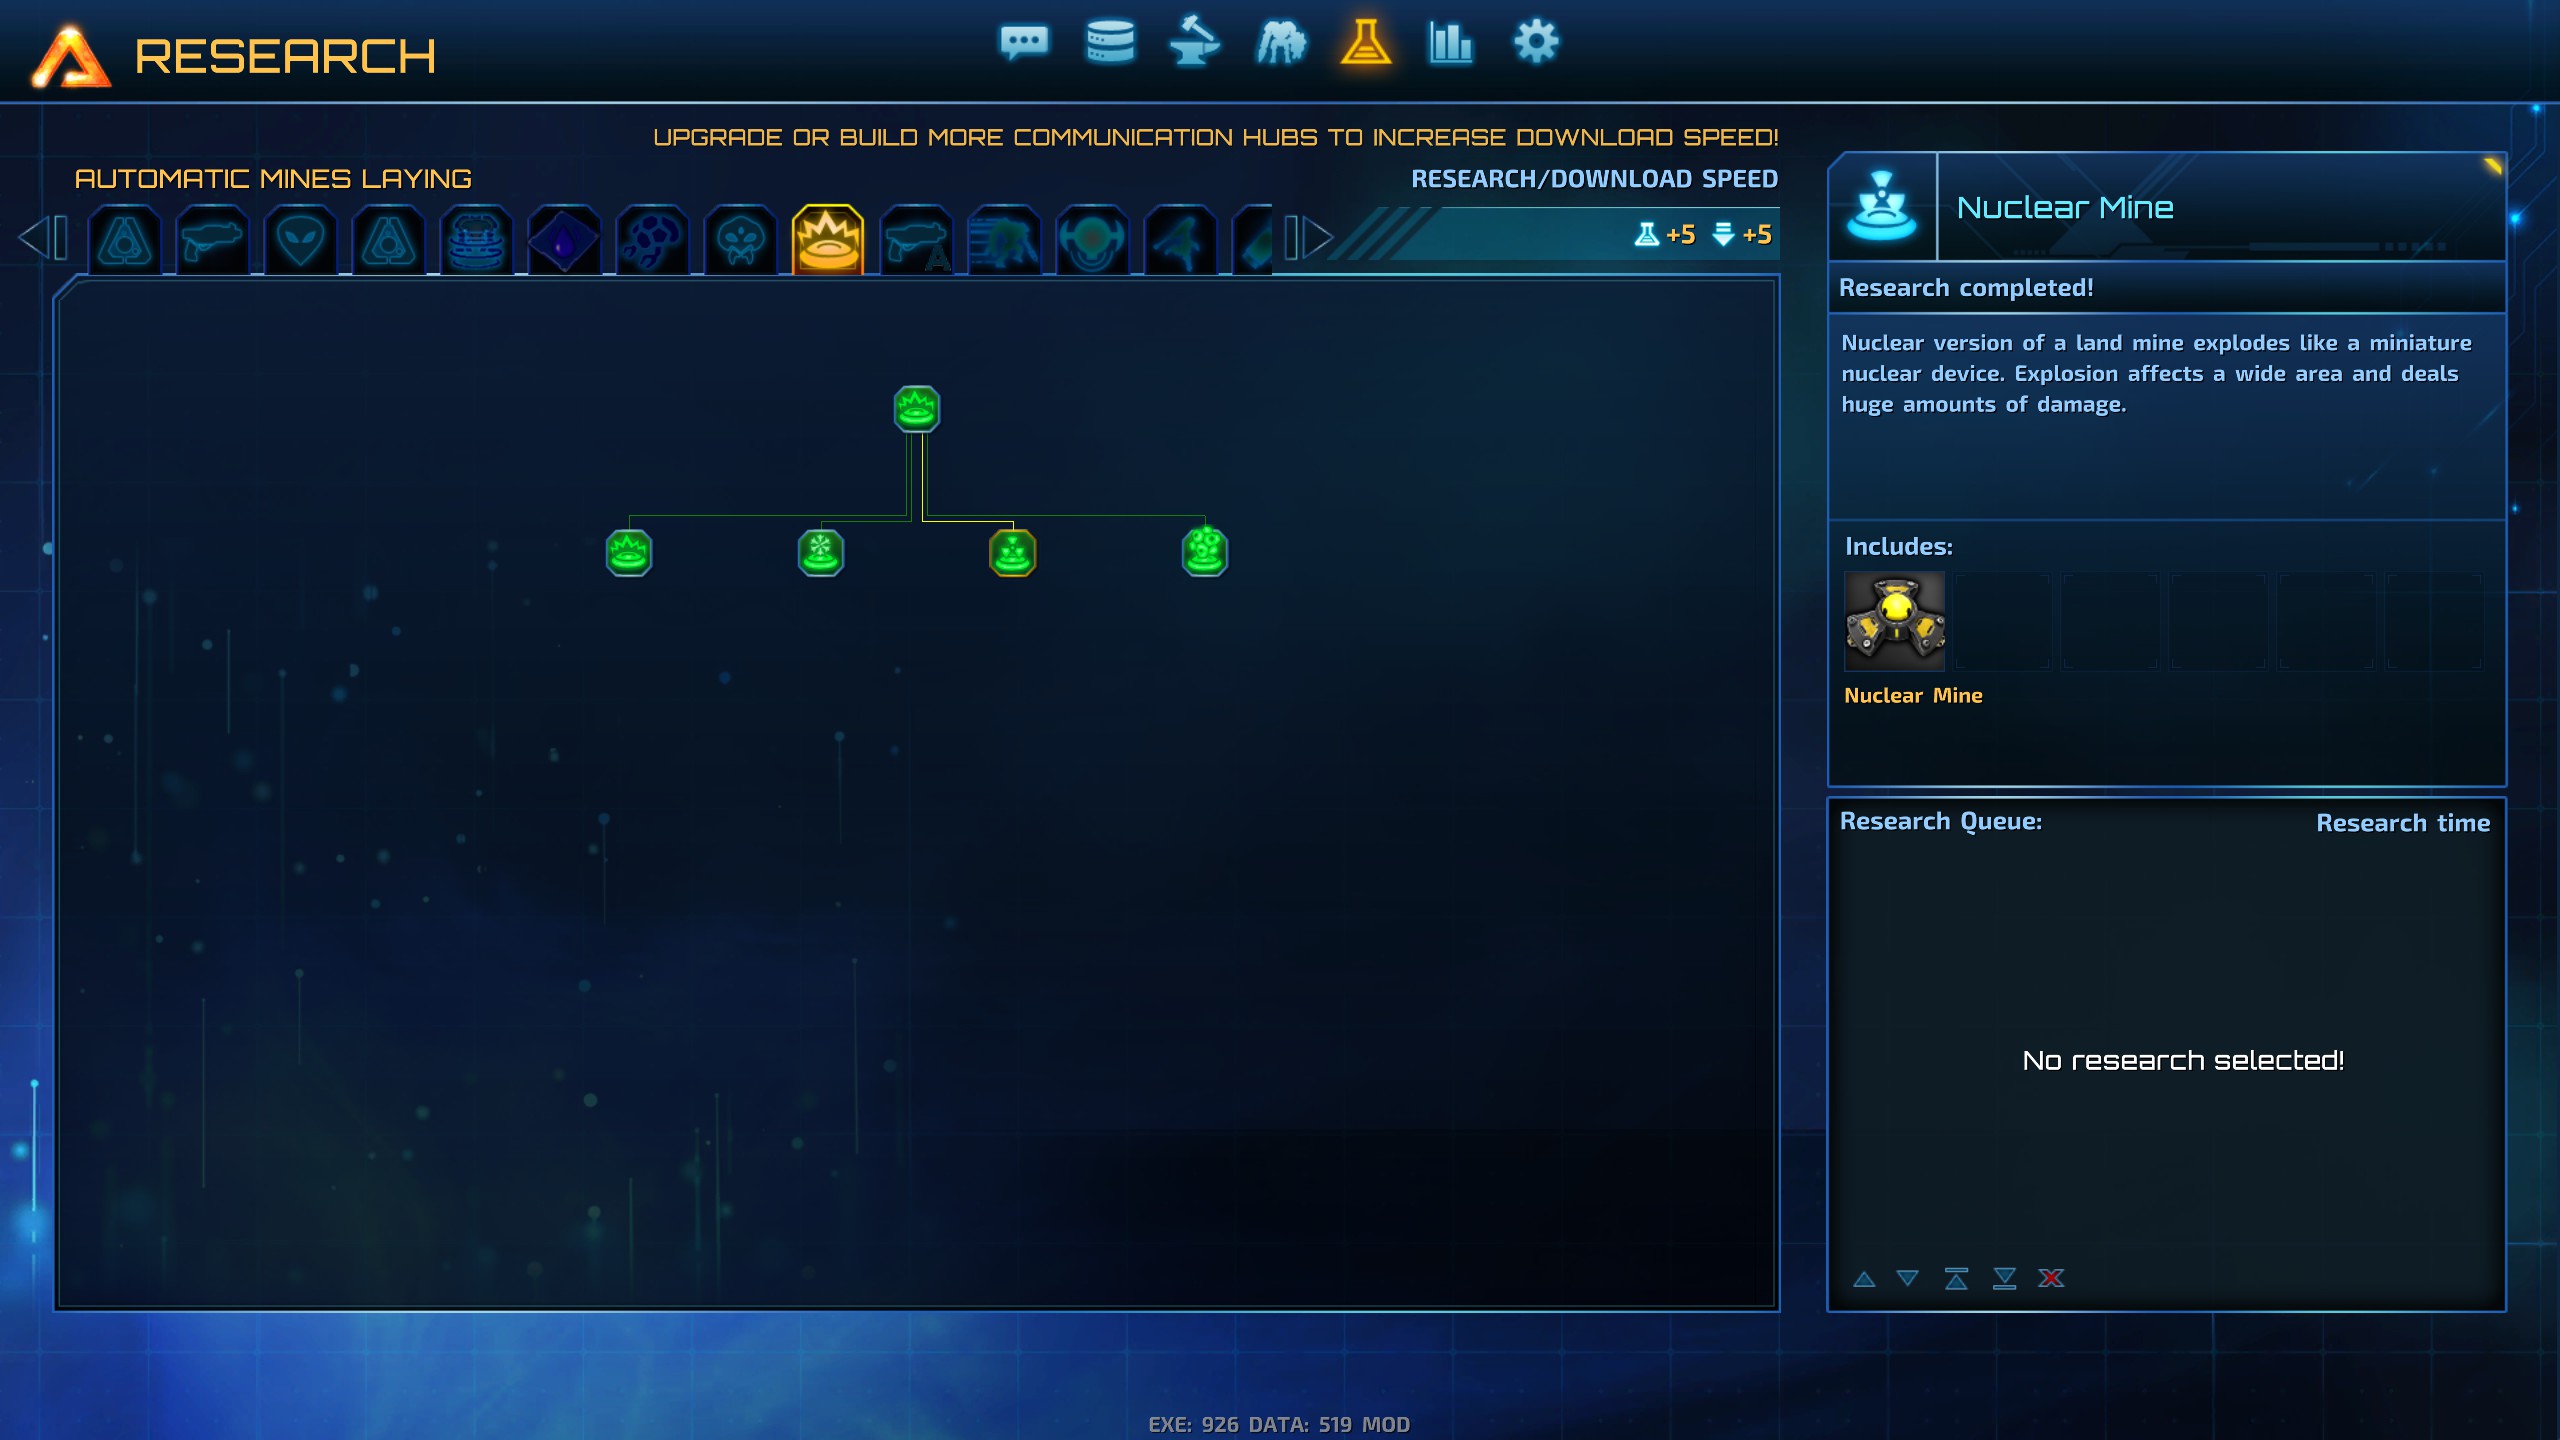 RESEARCH
UPGRADE OR BUILD MORE COMMUNICATION HUBS TO INCREASE DOWNLOAD SPEED!
AUTOMATIC MINES LAYING
RESEARCH/DOWNLOAD SPEED
+5 +5
A
Nuclear Mine
Research completed!
Nuclear version of a land mine explodes like a miniature
nuclear device. Explosion affects a wide area and deals
huge amounts of damage.
Includes:
Nuclear Mine
Research Queue:
Research time
No research selected!
EXE: 926 DATA: 519 MOD